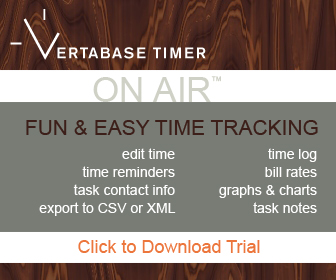 VERTABASE TIMER
ON AIR™
FUN & EASY TIME TRACKING
edit time
time reminders
task contact info
export to CSV or XML
time log
bill rates
graphs & charts
task notes
Click to Download Trial